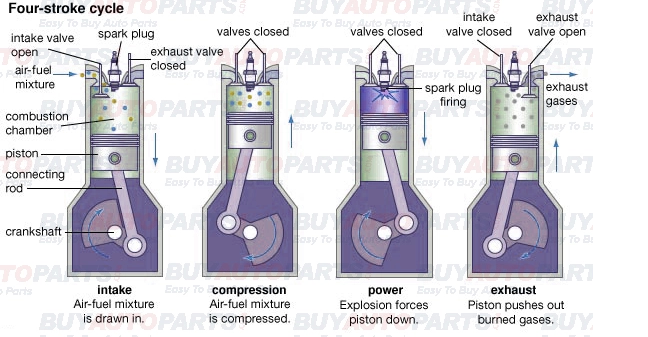 Four-stroke cycle
intake valve
open
spark plug
exhaust valve
closed
air-fuel
mixture
combustion
chamber
piston
connecting
rod
crankshaft
intake
Air-fuel mixture
is drawn in.
valves closed
compression
Air-fuel mixture
is compressed.
valves closed
spark plug
firing
power
Explosion forces
piston down.
intake
valve closed
exhaust
valve open
exhaust
gases
exhaust
Piston pushes out
burned gases.
BUYAUTOPARTS
Easy To Buy Auto Parts